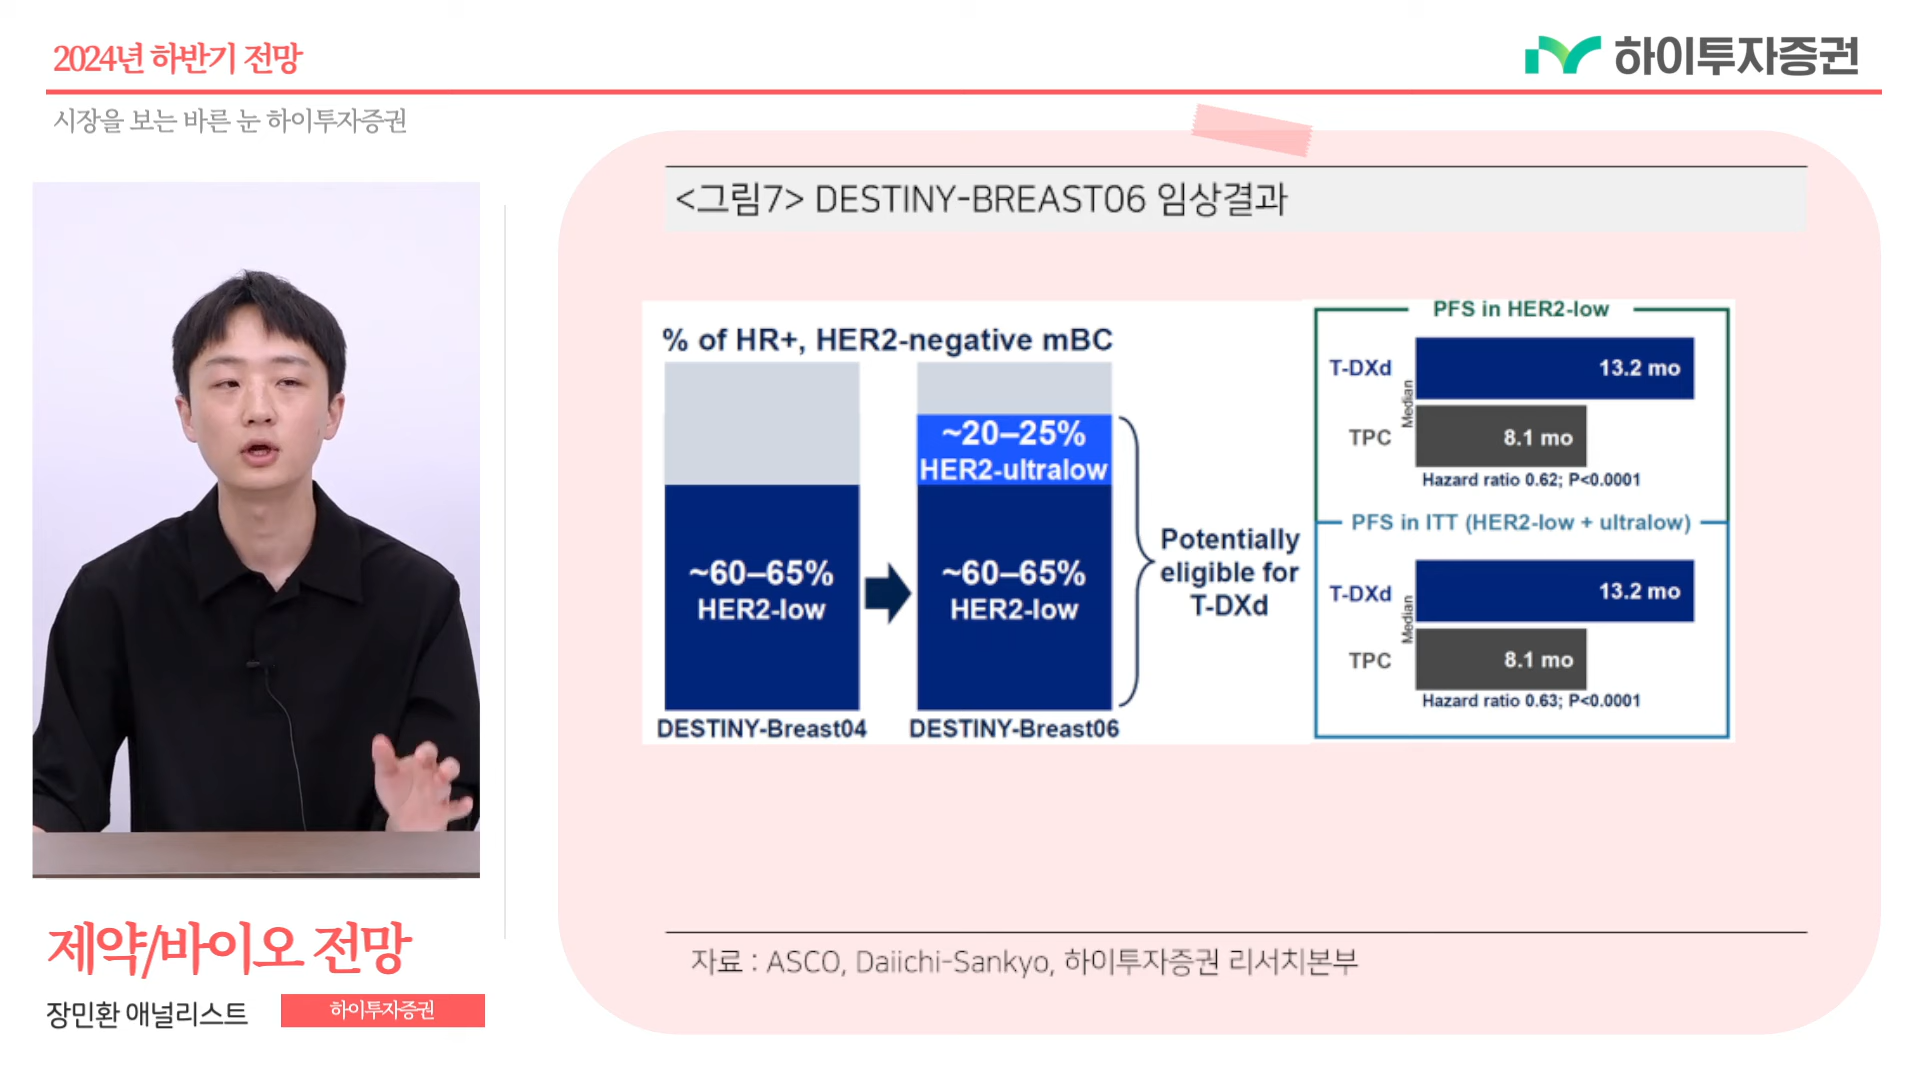 2024년 하반기 전망
하이투자증권
시장을 보는 바른 눈 하이투자증권
<그림7> DESTINY-BREAST06 임상결과
% of HR+, HER2-negative mBC
~60–65%
HER2-low
DESTINY-Breast04
~20–25%
HER2-ultralow
~60–65%
HER2-low
DESTINY-Breast06
Potentially
eligible for
T-DXd
PFS in HER2-low
T-DXd
13.2 mo
Median
TPC
8.1 mo
Hazard ratio 0.62; P<0.0001
PFS in ITT (HER2-low + ultralow)
T-DXd
13.2 mo
Median
TPC
8.1 mo
Hazard ratio 0.63; P<0.0001
자료 : ASCO, Daiichi-Sankyo, 하이투자증권 리서치본부
제약/바이오 전망
장민환 애널리스트
하이투자증권